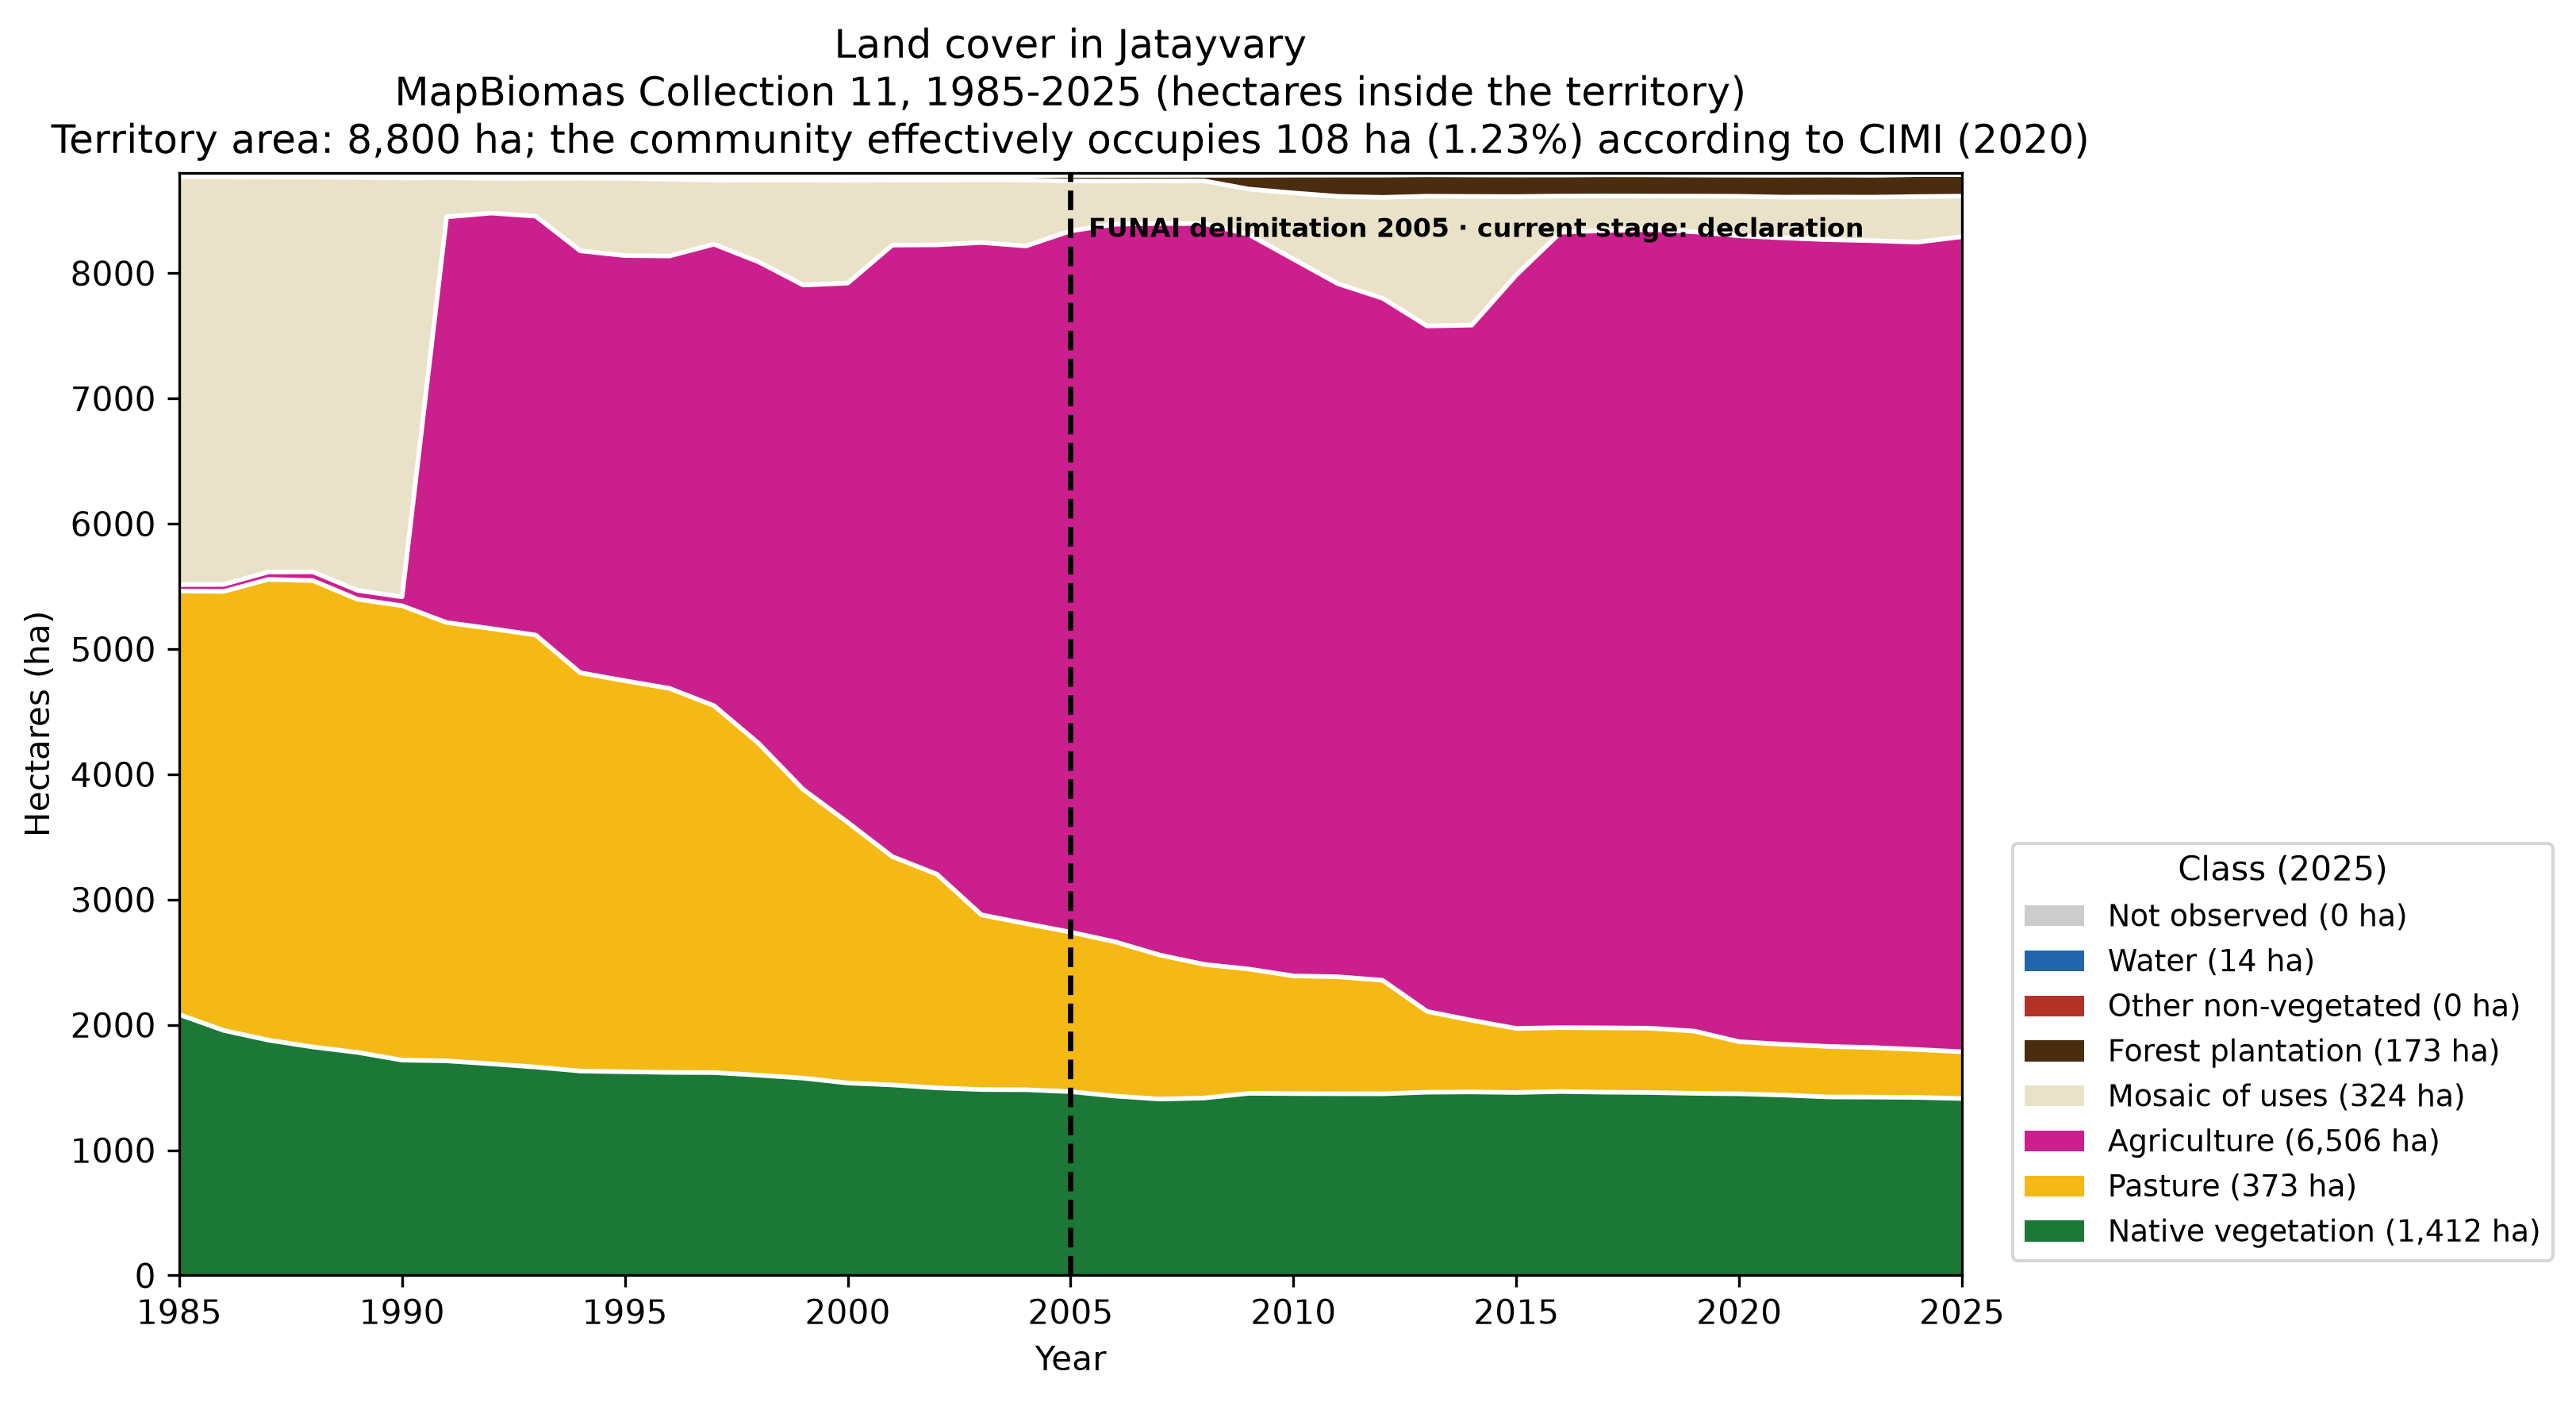 Land cover in Jatayvary
MapBiomas Collection 11, 1985-2025 (hectares inside the territory)
Territory area: 8,800 ha; the community effectively occupies 108 ha (1.23%) according to CIMI (2020)
FUNAI delimitation 2005 · current stage: declaration
Hectares (ha)
8000
7000
6000
5000
4000
3000
2000
1000
0
1985
1990
1995
2000
2005
2010
2015
2020
2025
Year
Class (2025)
Not observed (0 ha)
Water (14 ha)
Other non-vegetated (0 ha)
Forest plantation (173 ha)
Mosaic of uses (324 ha)
Agriculture (6,506 ha)
Pasture (373 ha)
Native vegetation (1,412 ha)